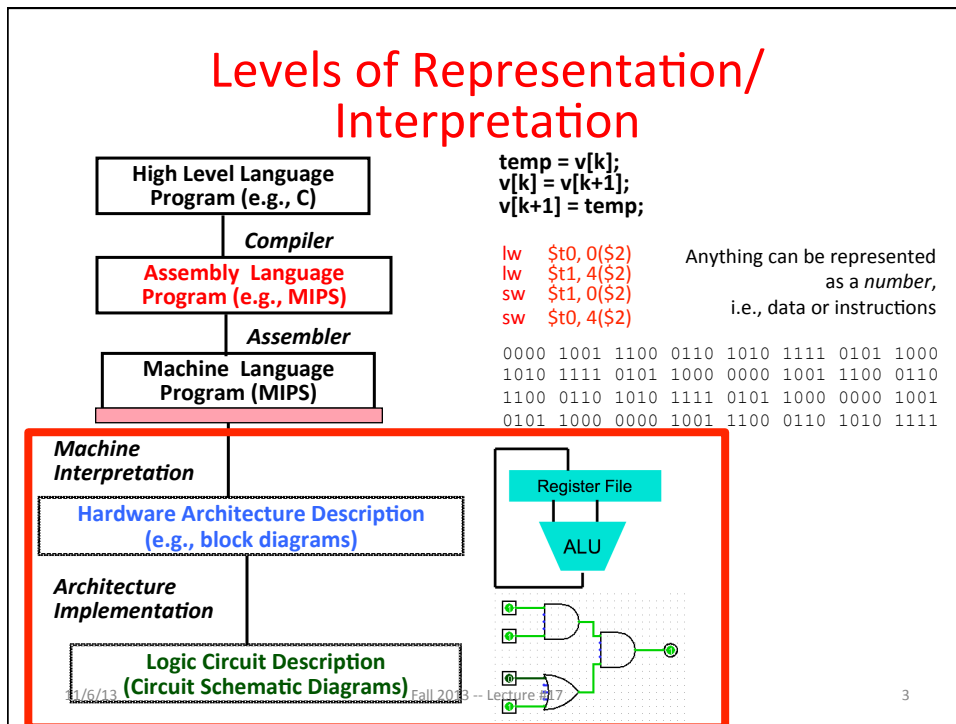 Levels of Representation/
Interpretation
High Level Language
Program (e.g., C)
temp = v[k];
v[k] = v[k+1];
v[k+1] = temp;
Compiler
Assembly Language
Program (e.g., MIPS)
lw $t0, 0($2)
lw $t1, 4($2)
sw $t1, 0($2)
sw $t0, 4($2)
Anything can be represented
as a number,
i.e., data or instructions
Assembler
Machine Language
Program (MIPS)
0000 1001 1100 0110 1010 1111 0101 1000
1010 1111 0101 1000 0000 1001 1100 0110
1100 0110 1010 1111 0101 1000 0000 1001
0101 1000 0000 1001 1100 0110 1010 1111
Machine
Interpretation
Hardware Architecture Description
(e.g., block diagrams)
Register File
ALU
Architecture
Implementation
Logic Circuit Description
(Circuit Schematic Diagrams)
11/6/13
Fall 2013 -- Lecture #17
3